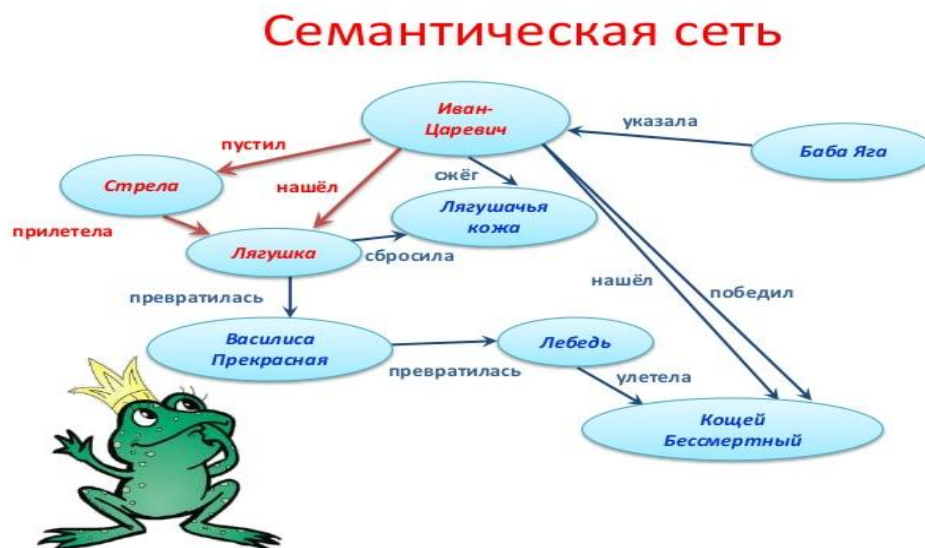 Семантическая сеть
Иван-
Царевич
указала
Баба Яга
пустил
Стрела
нашёл
сжёг
Лягушачья
кожа
прилетела
Лягушка
сбросила
превратилась
нашёл
победил
Василиса
Прекрасная
превратилась
Лебедь
улетела
Кощей
Бессмертный